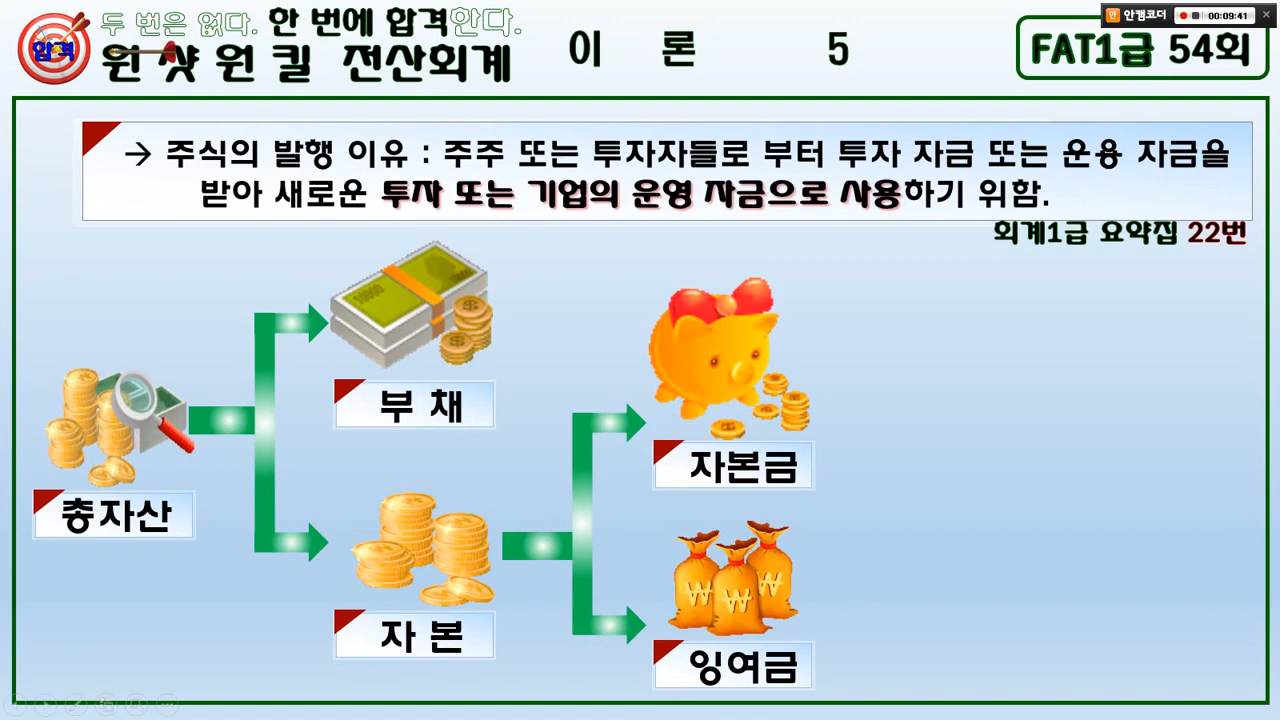 두 번은 없다. 한 번에 합격한다.
합격
원 샷 원 킬 전산회계
이 론 5
FAT1급 54회
안캠코더
00:09:41
→ 주식의 발행 이유 : 주주 또는 투자자들로 부터 투자 자금 또는 운용 자금을
받아 새로운 투자 또는 기업의 운영 자금으로 사용하기 위함.
회계1급 요약집 22번
10000
부 채
자본금
총자산
자 본
잉여금